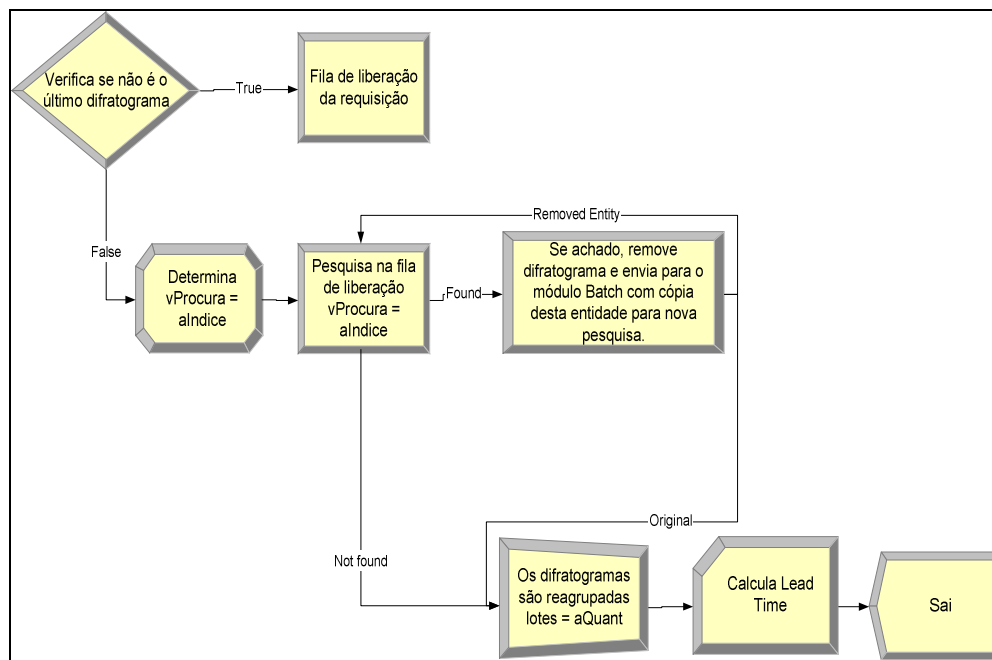 Verifica se não é o
último difratograma
True
Fila de liberação
da requisição
False
Determina
vProcura =
aIndice
Pesquisa na fila
de liberação
vProcura =
aIndice
Removed Entity
Found
Se achado, remove
difratograma e envia para o
módulo Batch com cópia
desta entidade para nova
pesquisa.
Original
Not found
Os difratogramas
são reagrupadas
lotes = aQuant
Calcula Lead
Time
Sai